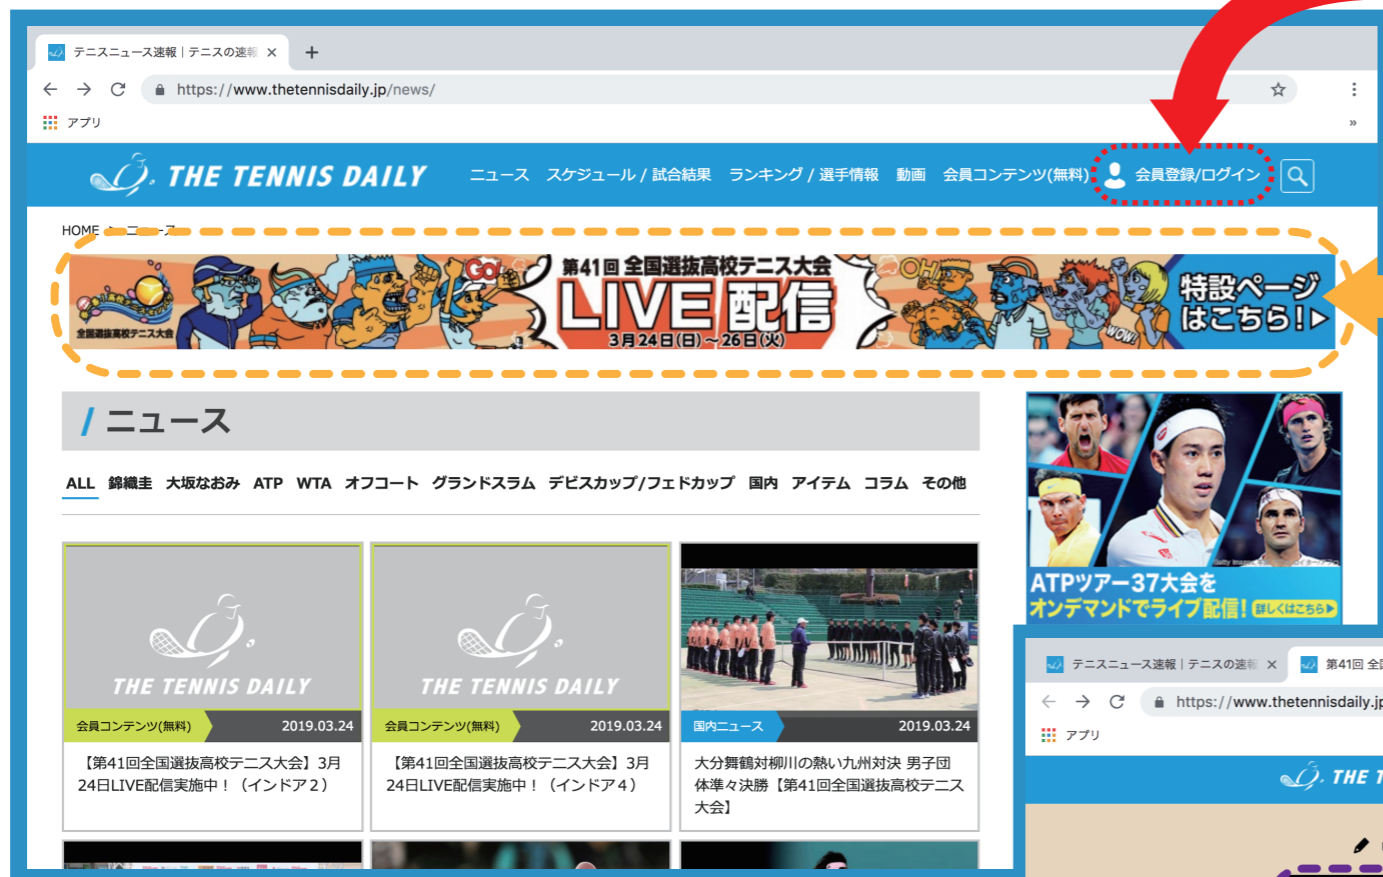 テニスニュース速報 | テニスの速報
https://www.thetennisdaily.jp/news/
アプリ
»
THE TENNIS DAILY
ニュース スケジュール / 試合結果 ランキング / 選手情報 動画 会員コンテンツ(無料) 会員登録/ログイン
HOME > ニュース
全国選抜高校テニス大会
GO!
第41回 全国選抜高校テニス大会
LIVE 配信
3月24日(日)～26日(火)
OH!
WOW!
特設ページ
はこちら!▶
/ ニュース
ALL 錦織圭 大坂なおみ ATP WTA オフコート グランドスラム デビスカップ/フェドカップ 国内 アイテム コラム その他
THE TENNIS DAILY
会員コンテンツ(無料) 2019.03.24
【第41回全国選抜高校テニス大会】3月
24日LIVE配信実施中！（インドア２）
THE TENNIS DAILY
会員コンテンツ(無料) 2019.03.24
【第41回全国選抜高校テニス大会】3月
24日LIVE配信実施中！（インドア４）
国内ニュース 2019.03.24
大分舞鶴対柳川の熱い九州対決 男子団
体準々決勝【第41回全国選抜高校テニス
大会】
ATPツアー37大会を
オンデマンドでライブ配信! 詳しくはこちら▶
テニスニュース速報 | テニスの速報
第41回 全国
https://www.thetennisdaily.jp
アプリ
THE T